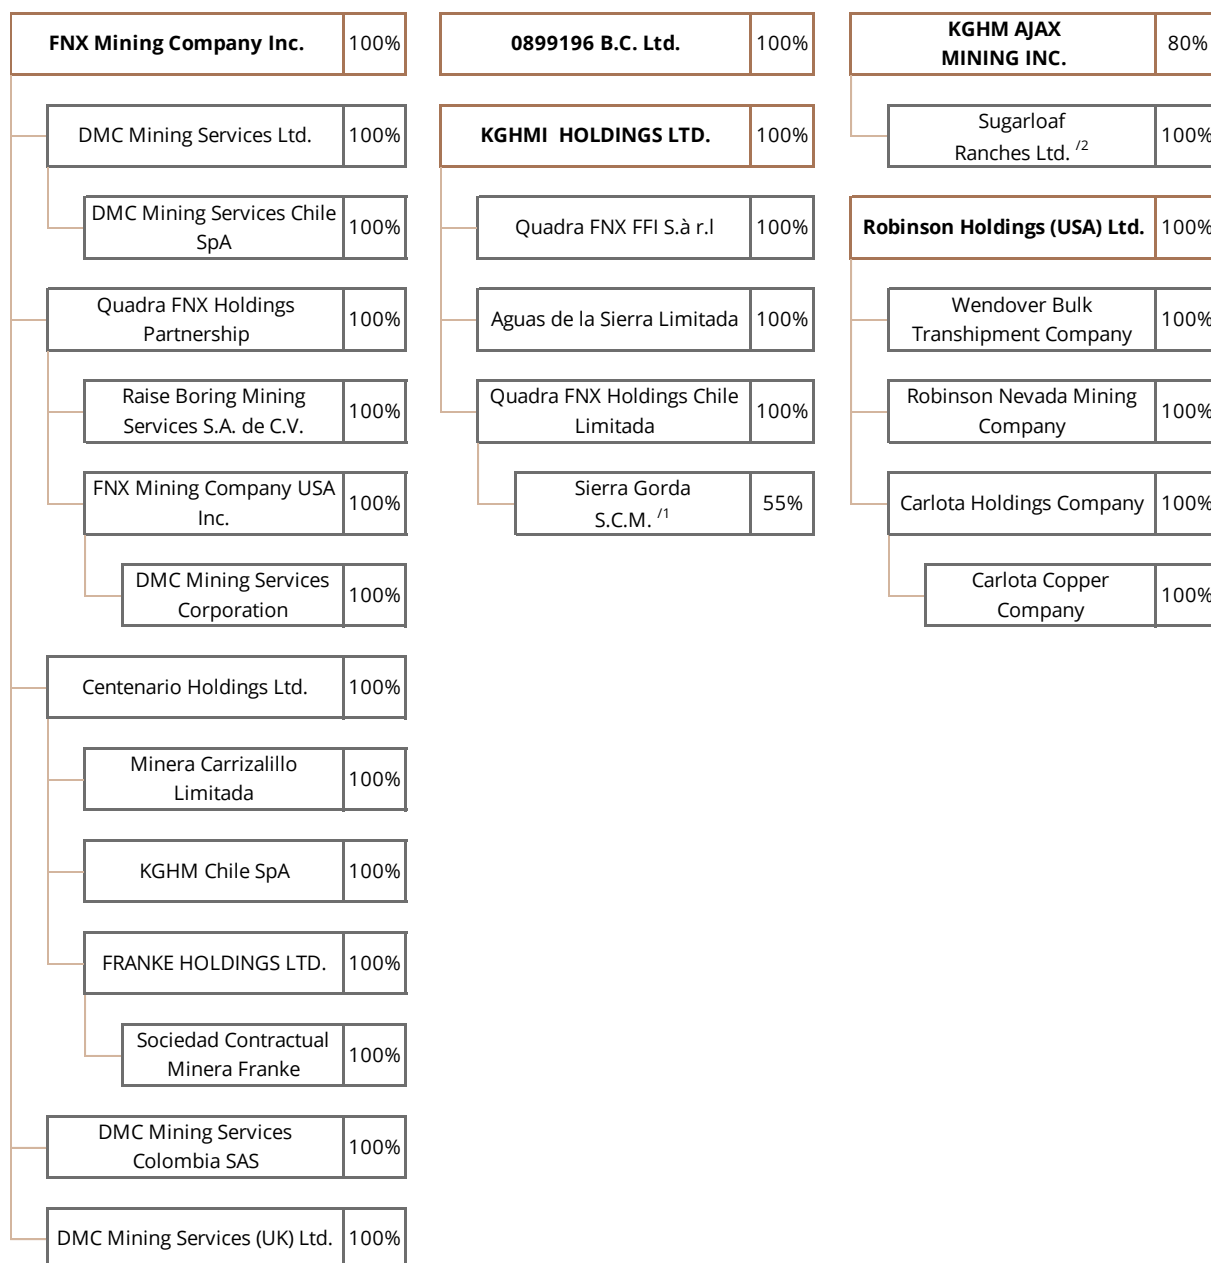 FNX Mining Company Inc.
100%
DMC Mining Services Ltd.
100%
DMC Mining Services Chile
SpA
100%
Quadra FNX Holdings
Partnership
100%
Raise Boring Mining
Services S.A. de C.V.
100%
FNX Mining Company USA
Inc.
100%
DMC Mining Services
Corporation
100%
Centenario Holdings Ltd.
100%
Minera Carrizalillo
Limitada
100%
KGHM Chile SpA
100%
FRANKE HOLDINGS LTD.
100%
Sociedad Contractual
Minera Franke
100%
DMC Mining Services
Colombia SAS
100%
DMC Mining Services (UK) Ltd.
100%
0899196 B.C. Ltd.
100%
KGHMI HOLDINGS LTD.
100%
Quadra FNX FFI S.à r.l
100%
Aguas de la Sierra Limitada
100%
Quadra FNX Holdings Chile
Limitada
100%
Sierra Gorda
S.C.M. /1
55%
KGHM AJAX
MINING INC.
80%
Sugarloaf
Ranches Ltd. /2
100%
Robinson Holdings (USA) Ltd.
100%
Wendover Bulk
Transhipment Company
100%
Robinson Nevada Mining
Company
100%
Carlota Holdings Company
100%
Carlota Copper
Company
100%